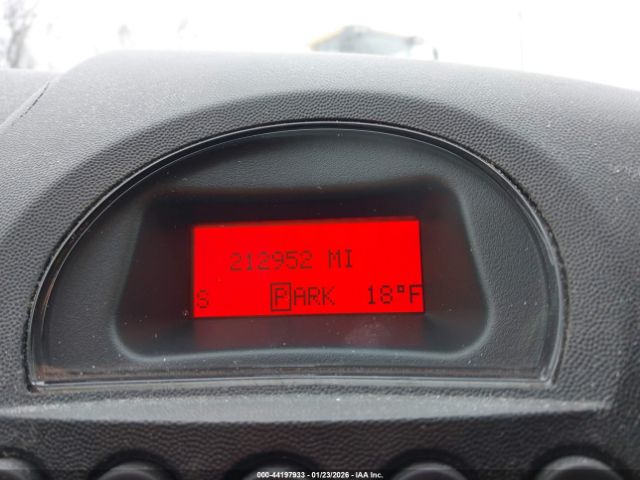 212952 MI
S PARK 18°F
000-44197933 - 01/23/2026 - IAA Inc.